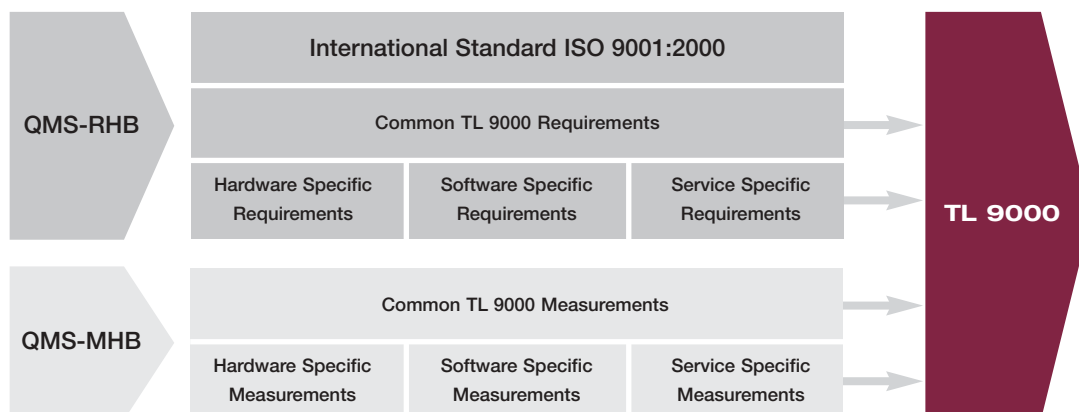 International Standard ISO 9001:2000
QMS-RHB
Common TL 9000 Requirements
Hardware Specific
Requirements
Software Specific
Requirements
Service Specific
Requirements
TL 9000
QMS-MHB
Common TL 9000 Measurements
Hardware Specific
Measurements
Software Specific
Measurements
Service Specific
Measurements